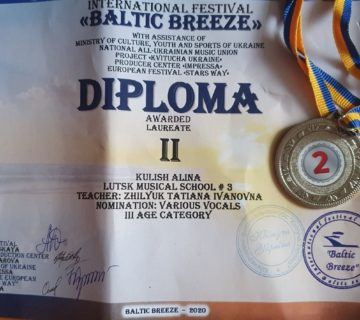 INTERNATIONAL FESTIVAL
«BALTIC BREEZE»
WITH ASSISTANCE OF
MINISTRY OF CULTURE, YOUTH AND SPORTS OF UKRAINE
NATIONAL ALL-UKRAINIAN MUSIC UNION
PROJECT «KVITUCHA UKRAINE»
PRODUCER CENTER «IMPRESSA»
EUROPEAN FESTIVAL «STARS WAY»
DIPLOMA
AWARDED
LAUREATE
II
KULISH ALINA
LUTSK MUSICAL SCHOOL # 3
TEACHER: ZHILYUK TATIANA IVANOVNA
NOMINATION: VARIOUS VOCALS
III AGE CATEGORY
2
Baltic
Breeze
BALTIC BREEZE - 2020